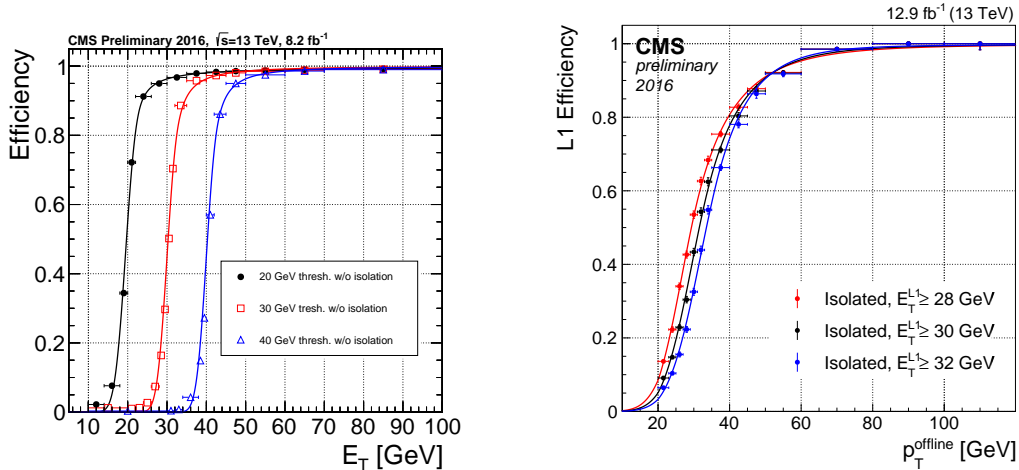 CMS Preliminary 2016, √s=13 TeV, 8.2 fb⁻¹
Efficiency
1
0.8
0.6
0.4
0.2
0
20 GeV thresh. w/o isolation
30 GeV thresh. w/o isolation
40 GeV thresh. w/o isolation
10 20 30 40 50 60 70 80 90 100
E_T [GeV]
12.9 fb⁻¹ (13 TeV)
L1 Efficiency
CMS
preliminary
2016
1.0
0.8
0.6
0.4
0.2
0.0
Isolated, E_T^L1 ≥ 28 GeV
Isolated, E_T^L1 ≥ 30 GeV
Isolated, E_T^L1 ≥ 32 GeV
20 40 60 80 100
p_T^offline [GeV]